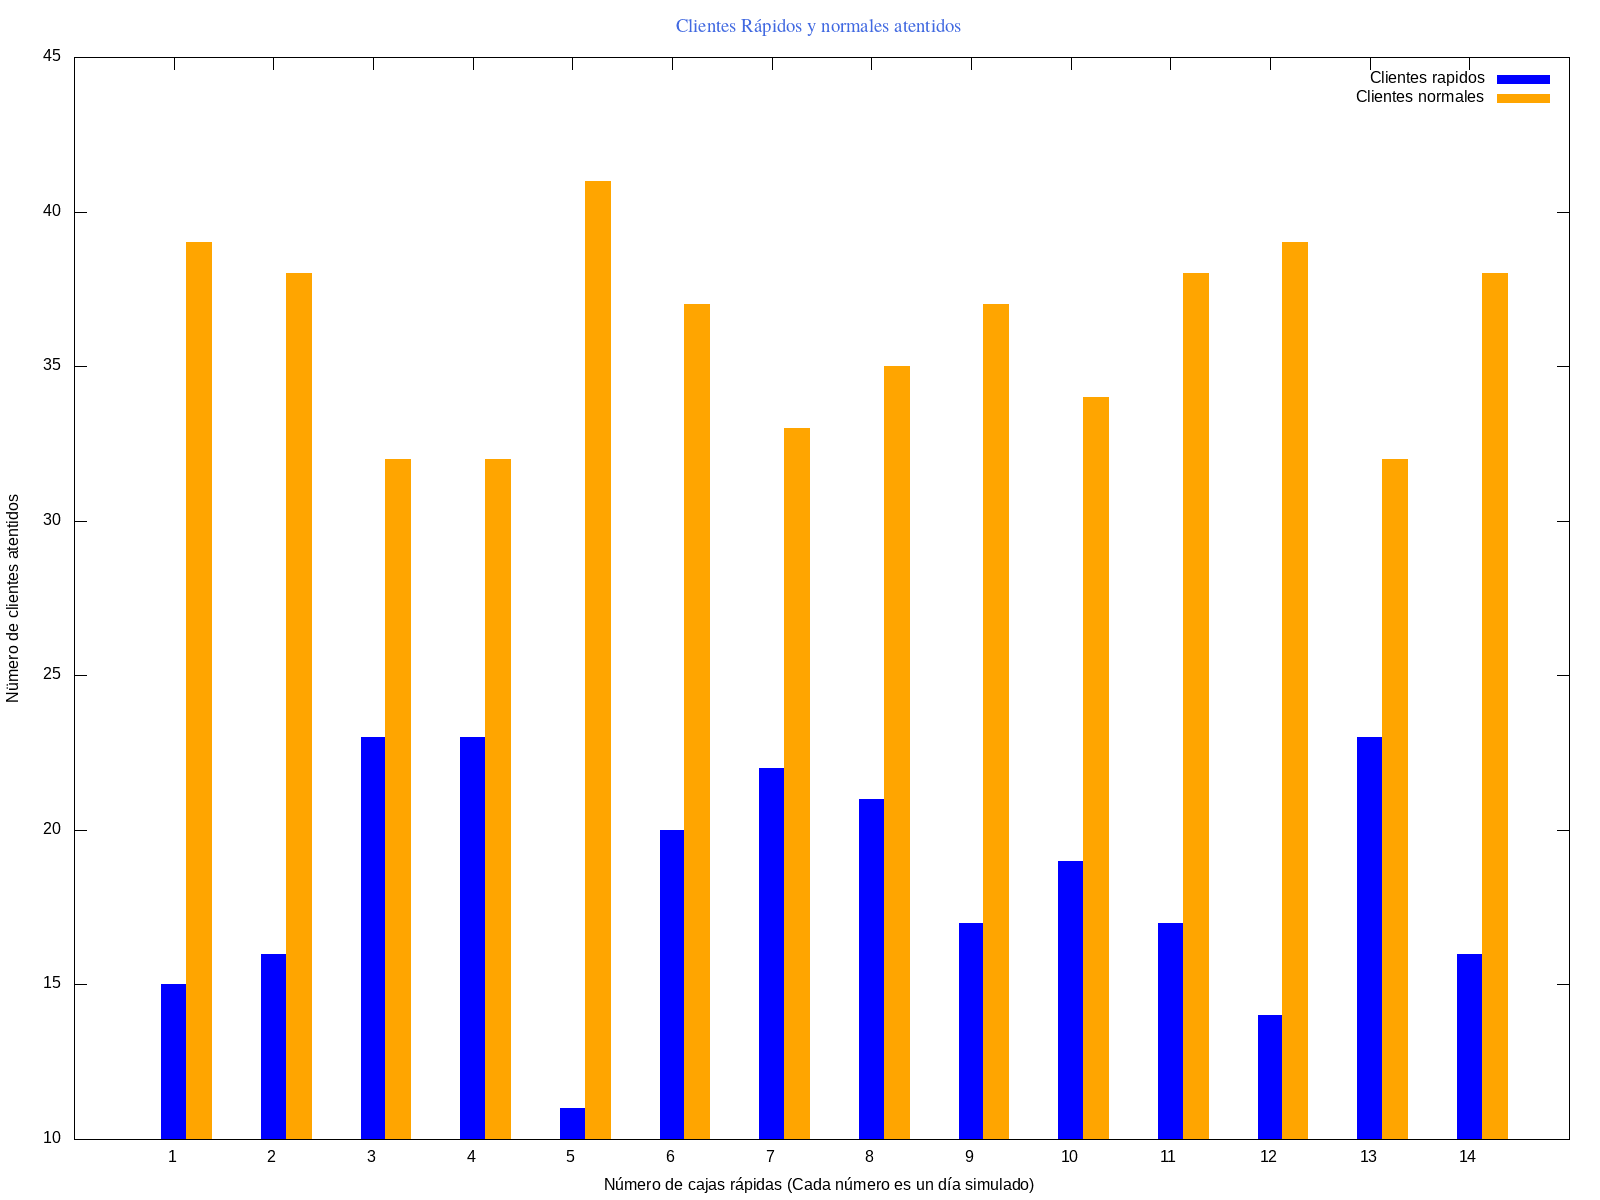 Clientes Rápidos y normales atentidos
45
40
35
30
25
20
15
10
Número de clientes atentidos
Clientes rapidos
Clientes normales
1 2 3 4 5 6 7 8 9 10 11 12 13 14
Número de cajas rápidas (Cada número es un día simulado)